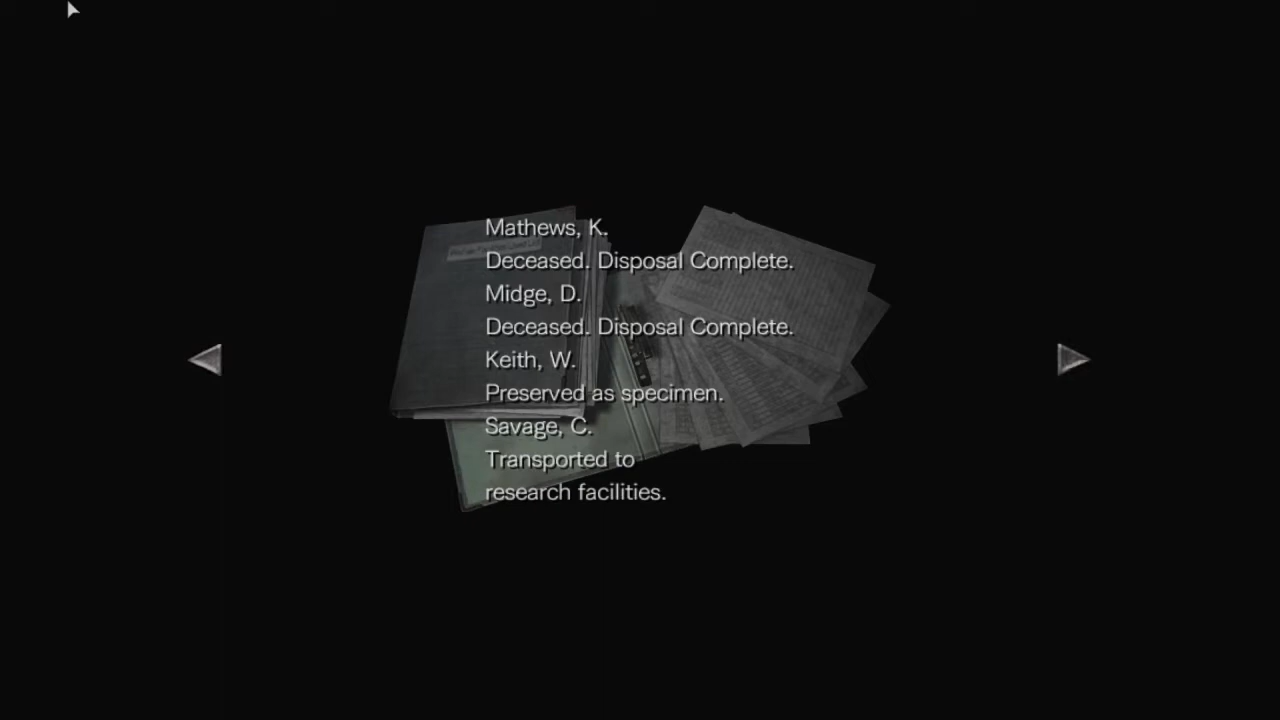 Mathews, K.
Deceased. Disposal Complete.
Midge, D.
Deceased. Disposal Complete.
Keith, W.
Preserved as specimen.
Savage, C.
Transported to
research facilities.